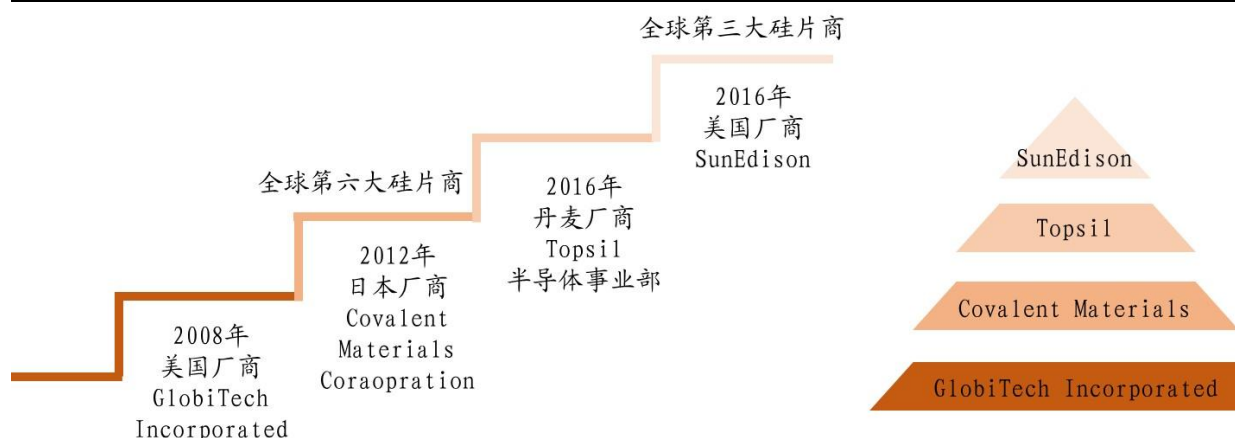 全球第三大硅片商
2016年
美国厂商
SunEdison
全球第六大硅片商
2016年
丹麦厂商
Topsil
半导体事业部
2012年
日本厂商
Covalent
Materials
Coraopration
2008年
美国厂商
GlobiTech
Incorporated
SunEdison
Topsil
Covalent Materials
GlobiTech Incorporated